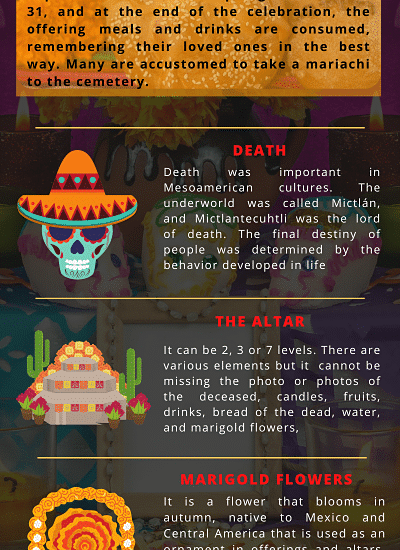 31, and at the end of the celebration, the
offering meals and drinks are consumed,
remembering their loved ones in the best
way. Many are accustomed to take a mariachi
to the cemetery.
DEATH
Death was important in
Mesoamerican cultures. The
underworld was called Mictlán,
and Mictlantecuhtli was the lord
of death. The final destiny of
people was determined by the
behavior developed in life
THE ALTAR
It can be 2, 3 or 7 levels. There are
various elements but it cannot be
missing the photo or photos of
the deceased, candles, fruits,
drinks, bread of the dead, water,
and marigold flowers,
MARIGOLD FLOWERS
It is a flower that blooms in
autumn, native to Mexico and
Central America that is used as an
ornament in offerings and altars